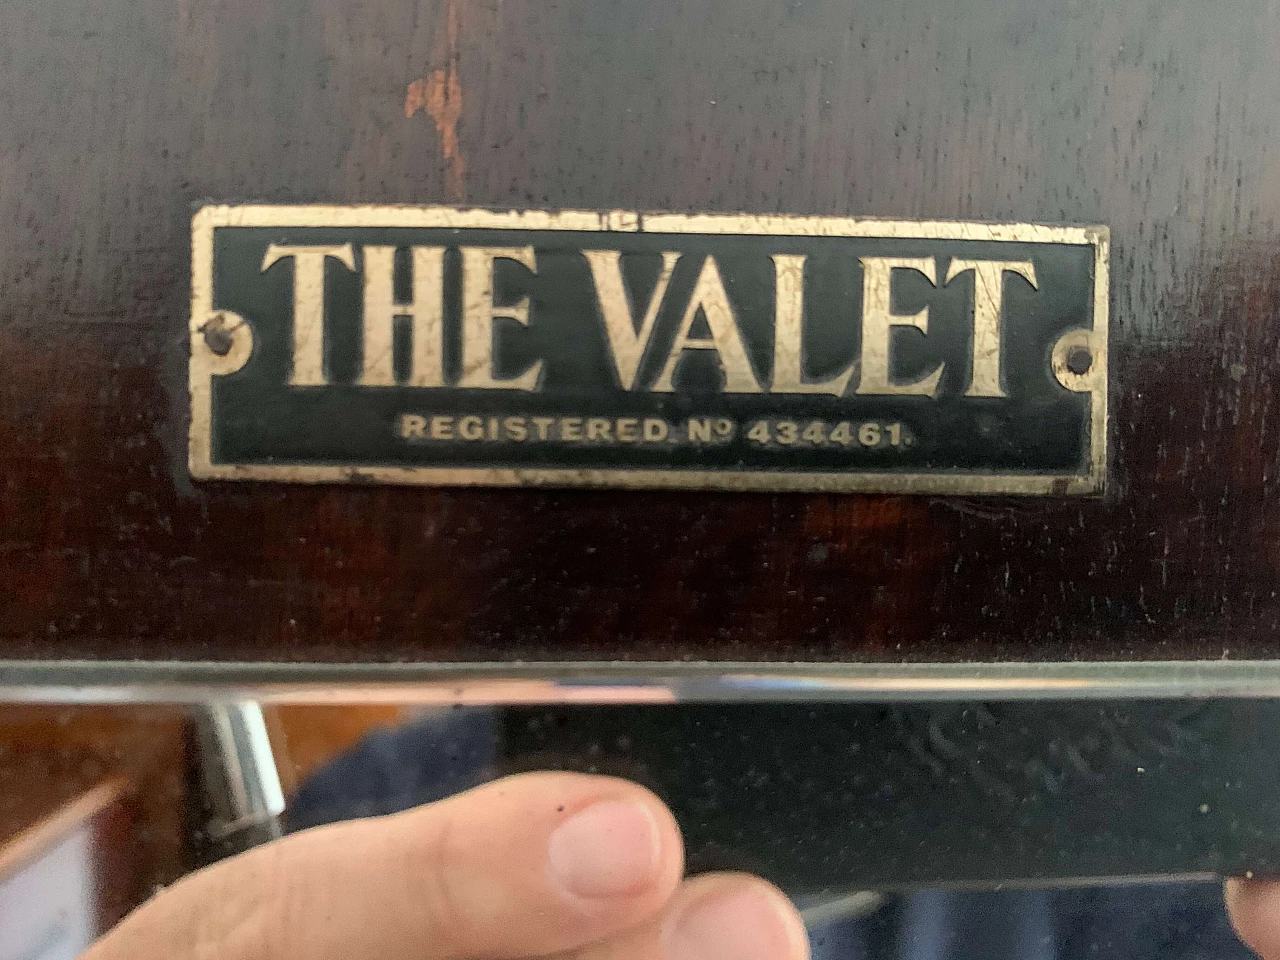 THE VALET
REGISTERED. Nº 434461.